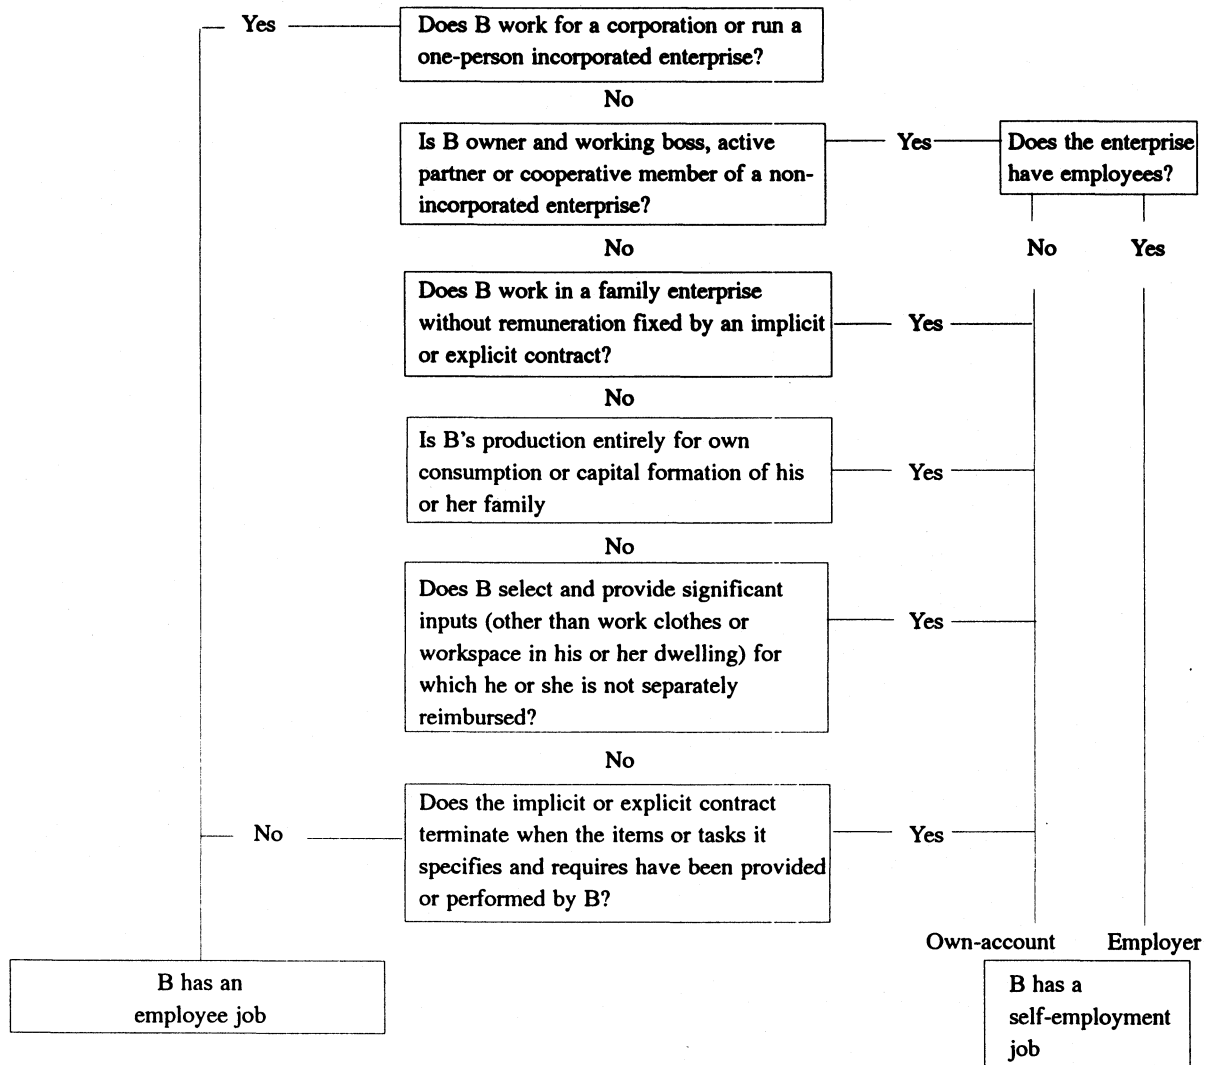 Yes
Does B work for a corporation or run a
one-person incorporated enterprise?
No
Is B owner and working boss, active
partner or cooperative member of a non-
incorporated enterprise?
Yes
Does the enterprise
have employees?
No
No
Yes
Does B work in a family enterprise
without remuneration fixed by an implicit
or explicit contract?
Yes
No
Is B's production entirely for own
consumption or capital formation of his
or her family
Yes
No
Does B select and provide significant
inputs (other than work clothes or
workspace in his or her dwelling) for
which he or she is not separately
reimbursed?
Yes
No
Does the implicit or explicit contract
terminate when the items or tasks it
specifies and requires have been provided
or performed by B?
No
Yes
Own-account
Employer
B has an
employee job
B has a
self-employment
job